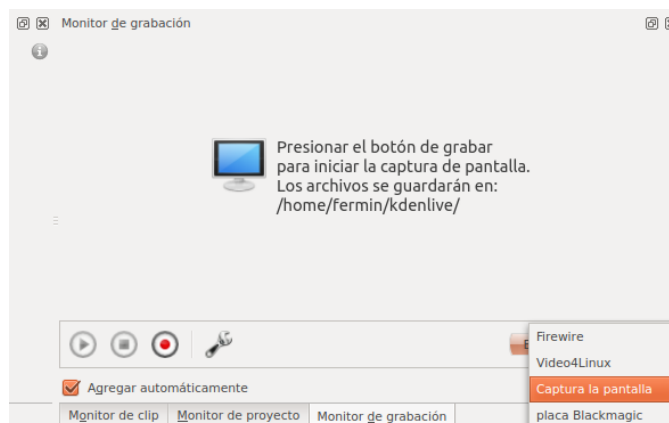 Monitor de grabación
Presionar el botón de grabar
para iniciar la captura de pantalla.
Los archivos se guardarán en:
/home/fermin/kdenlive/
Firewire
Video4Linux
Agregar automáticamente
Captura la pantalla
Monitor de clip
Monitor de proyecto
Monitor de grabación
placa Blackmagic